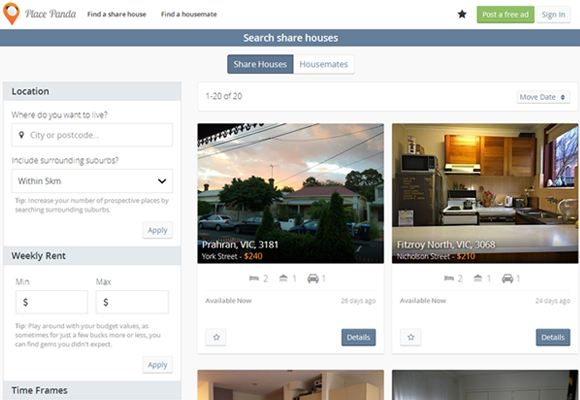 Place Panda
Find a share house
Find a housemate
Post a free ad
Sign In
Search share houses
Share Houses
Housemates
Location
Where do you want to live?
City or postcode...
Include surrounding suburbs?
Within 5km
Tip: Increase your number of prospective places by
searching surrounding suburbs.
Apply
Weekly Rent
Min
Max
$
$
Tip: Play around with your budget values, as
sometimes for just a few bucks more or less, you
can find gems you didn't expect.
Apply
Time Frames
1-20 of 20
Move Date
Prahran, VIC, 3181
York Street - $240
2 1 1
Available Now
26 days ago
Details
Fitzroy North, VIC, 3068
Nicholson Street - $210
2 1 1
Available Now
24 days ago
Details